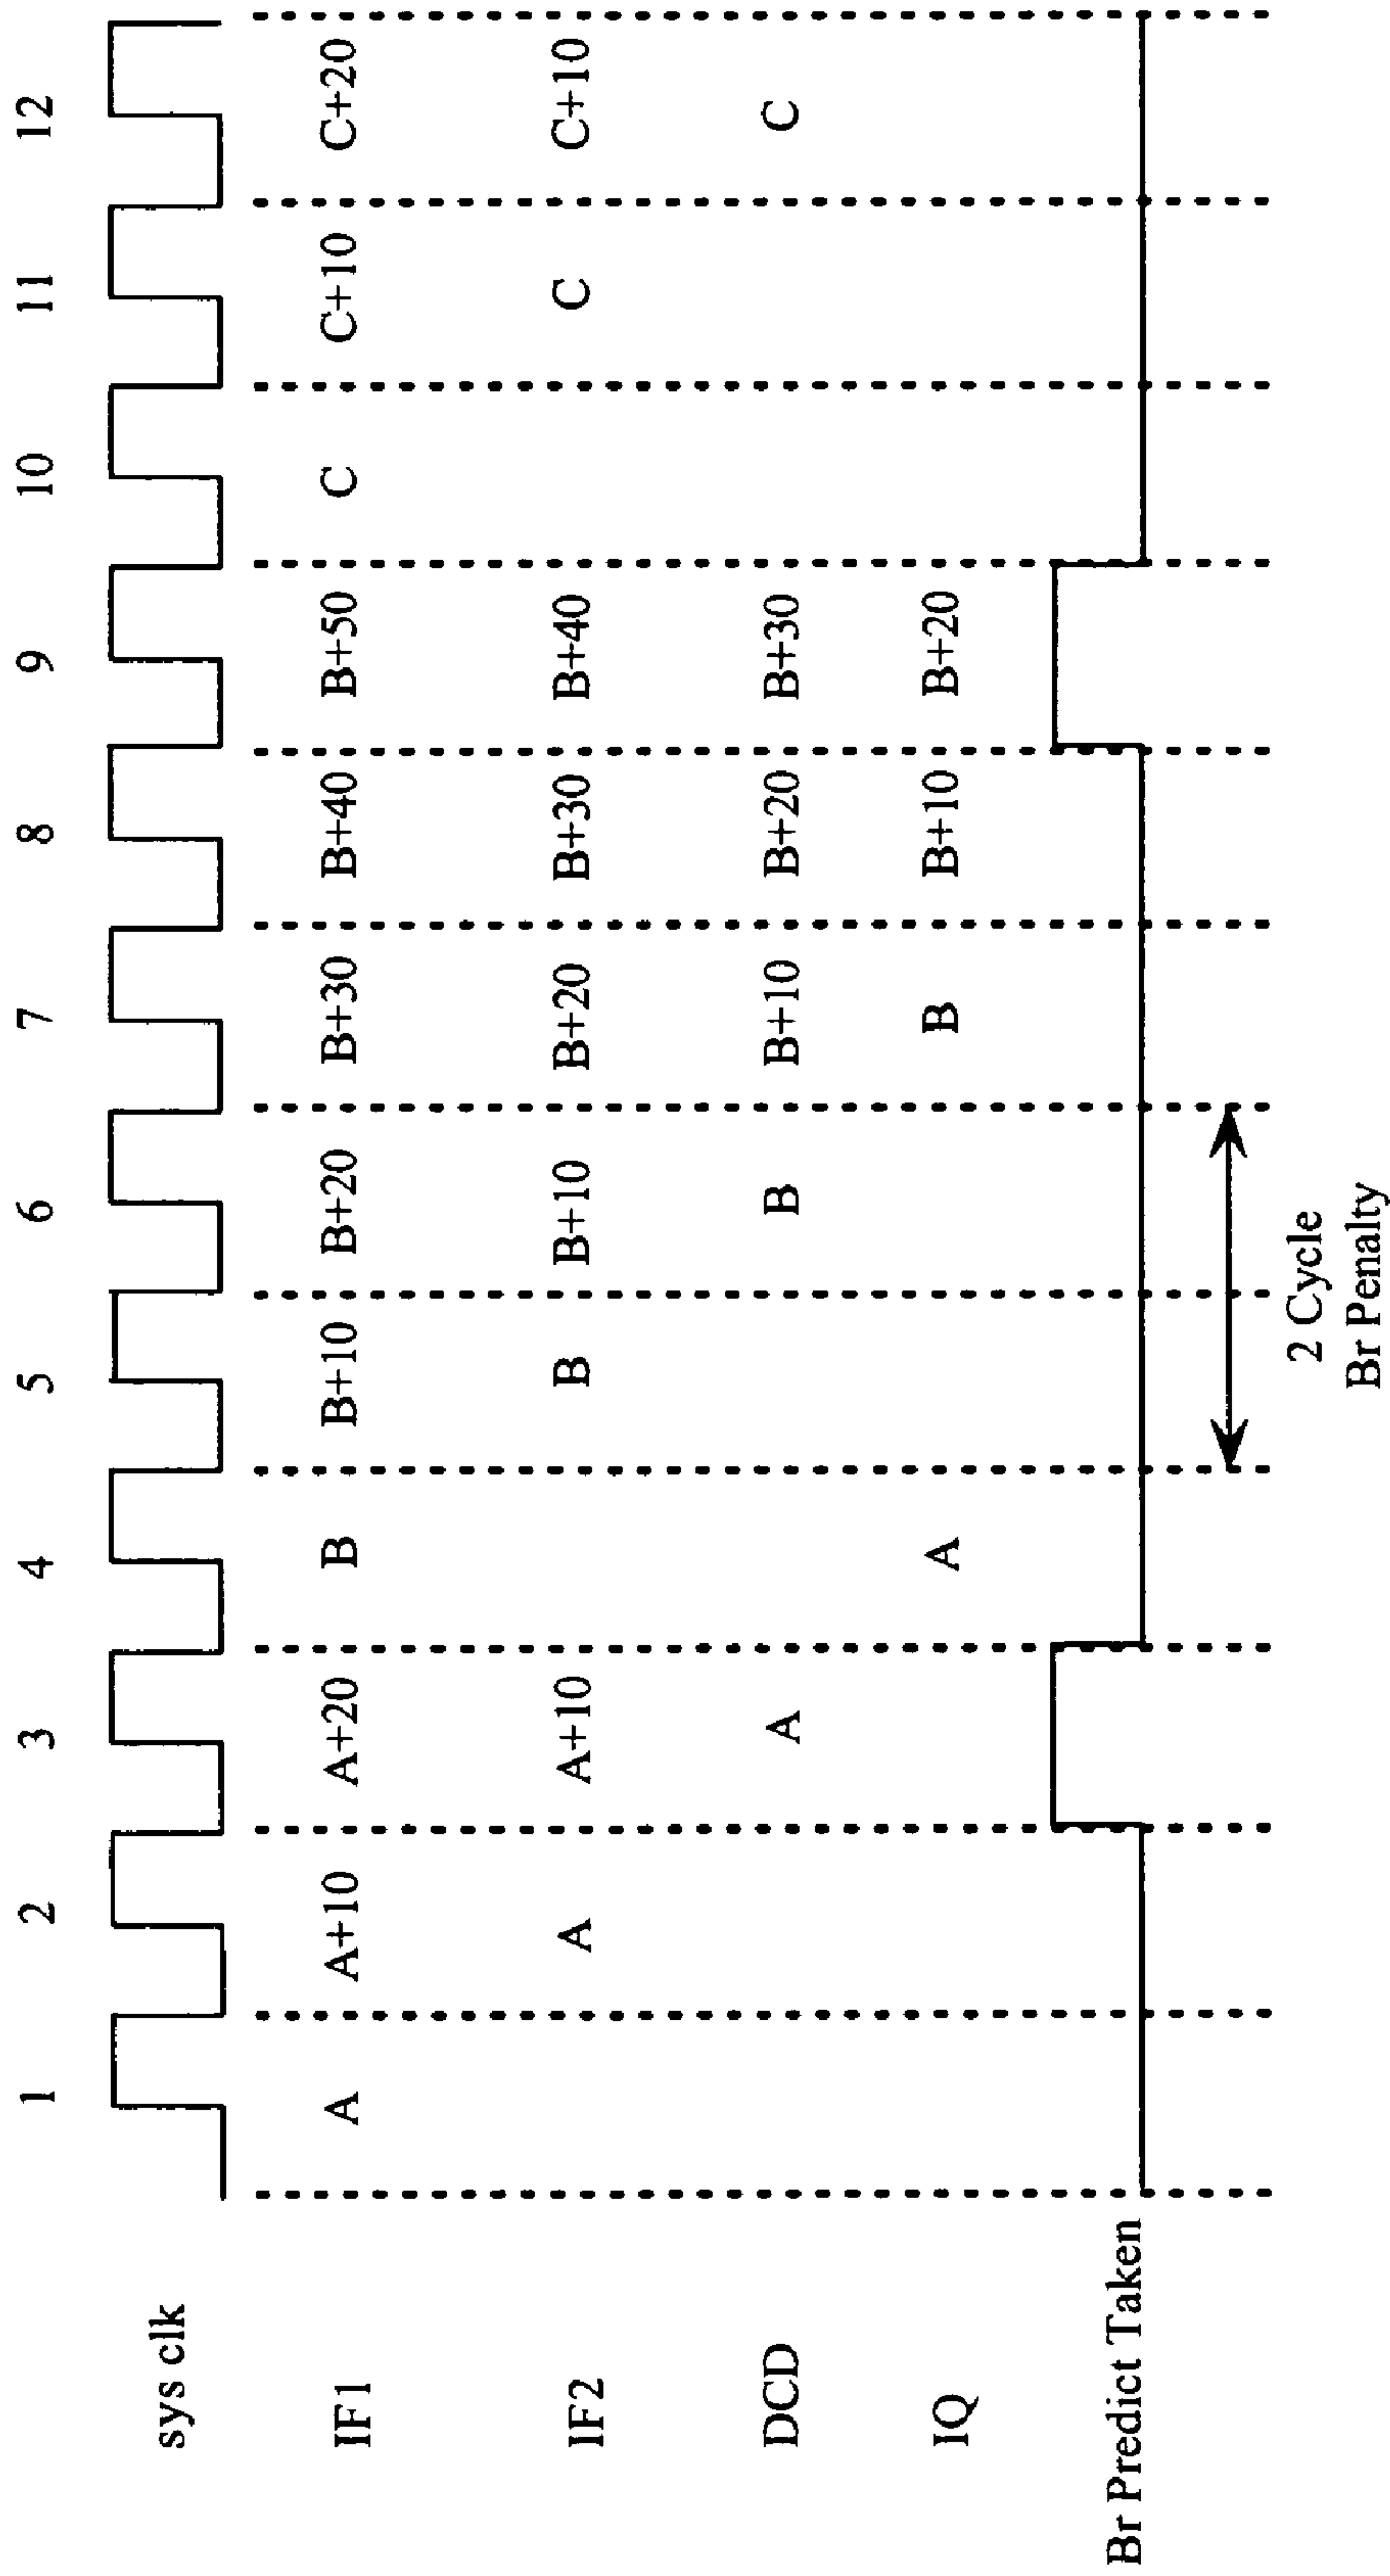 1 2 3 4 5 6 7 8 9 10 11 12
sys clk
IF1 A A+10 A+20 B B+10 B+20 B+30 B+40 B+50 C C+10 C+20
IF2 A A+10 B B+10 B+20 B+30 B+40 C C+10
DCD A B B+10 B+20 B+30 C
IQ A B B+10 B+20
Br Predict Taken
2 Cycle
Br Penalty